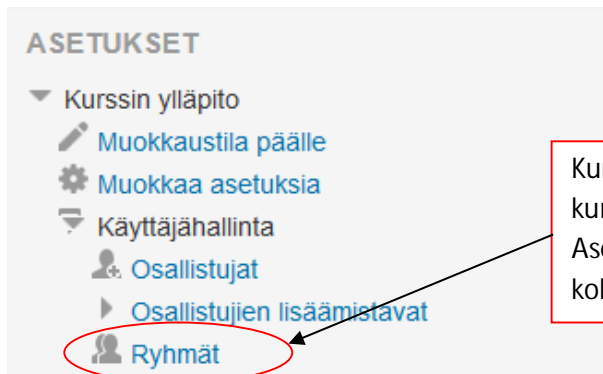 ASETUKSET
Kurssin ylläpito
Muokkaustila päälle
Muokkaa asetuksia
Käyttäjähallinta
Osallistujat
Osallistujien lisäämistavat
Ryhmät